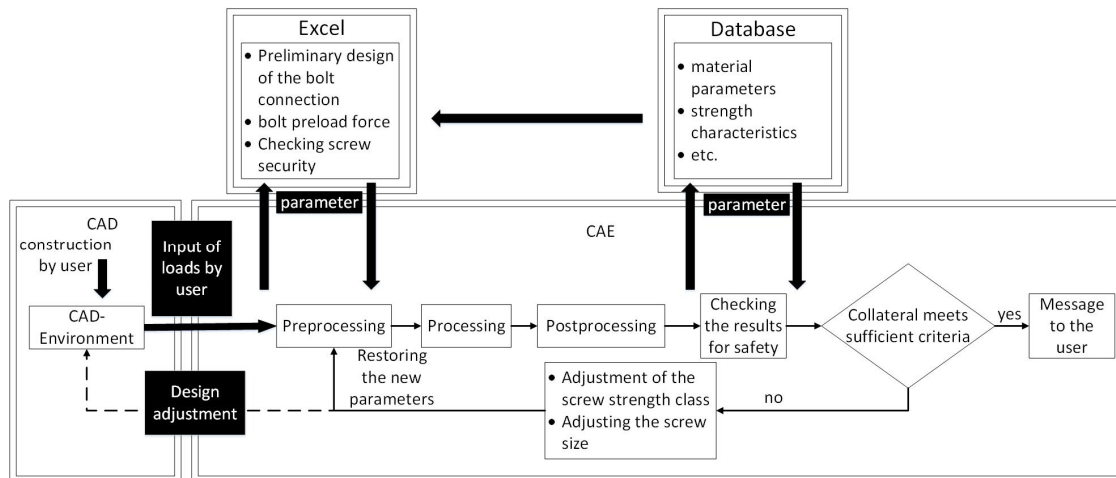 Excel
• Preliminary design
of the bolt
connection
• bolt preload force
• Checking screw
security
Database
• material
parameters
• strength
characteristics
• etc.
parameter
parameter
CAD
construction
by user
Input of
loads by
user
CAE
CAD-
Environment
Preprocessing
Processing
Postprocessing
Checking
the results
for safety
Collateral meets
sufficient criteria
yes
Message
to the
user
Restoring
the new
parameters
• Adjustment of the
screw strength class
• Adjusting the screw
size
no
Design
adjustment